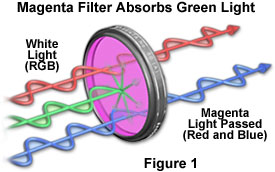 Magenta Filter Absorbs Green Light
White
Light
(RGB)
Magenta
Light Passed
(Red and Blue)
Figure 1